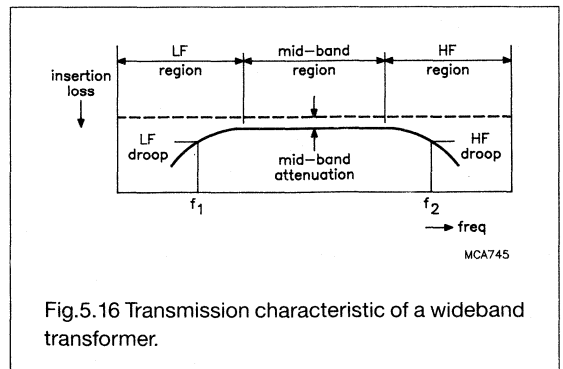 LF
region
mid-band
region
HF
region
insertion
loss
LF
droop
mid-band
attenuation
HF
droop
f1
f2
freq
MCA745
Fig.5.16 Transmission characteristic of a wideband
transformer.